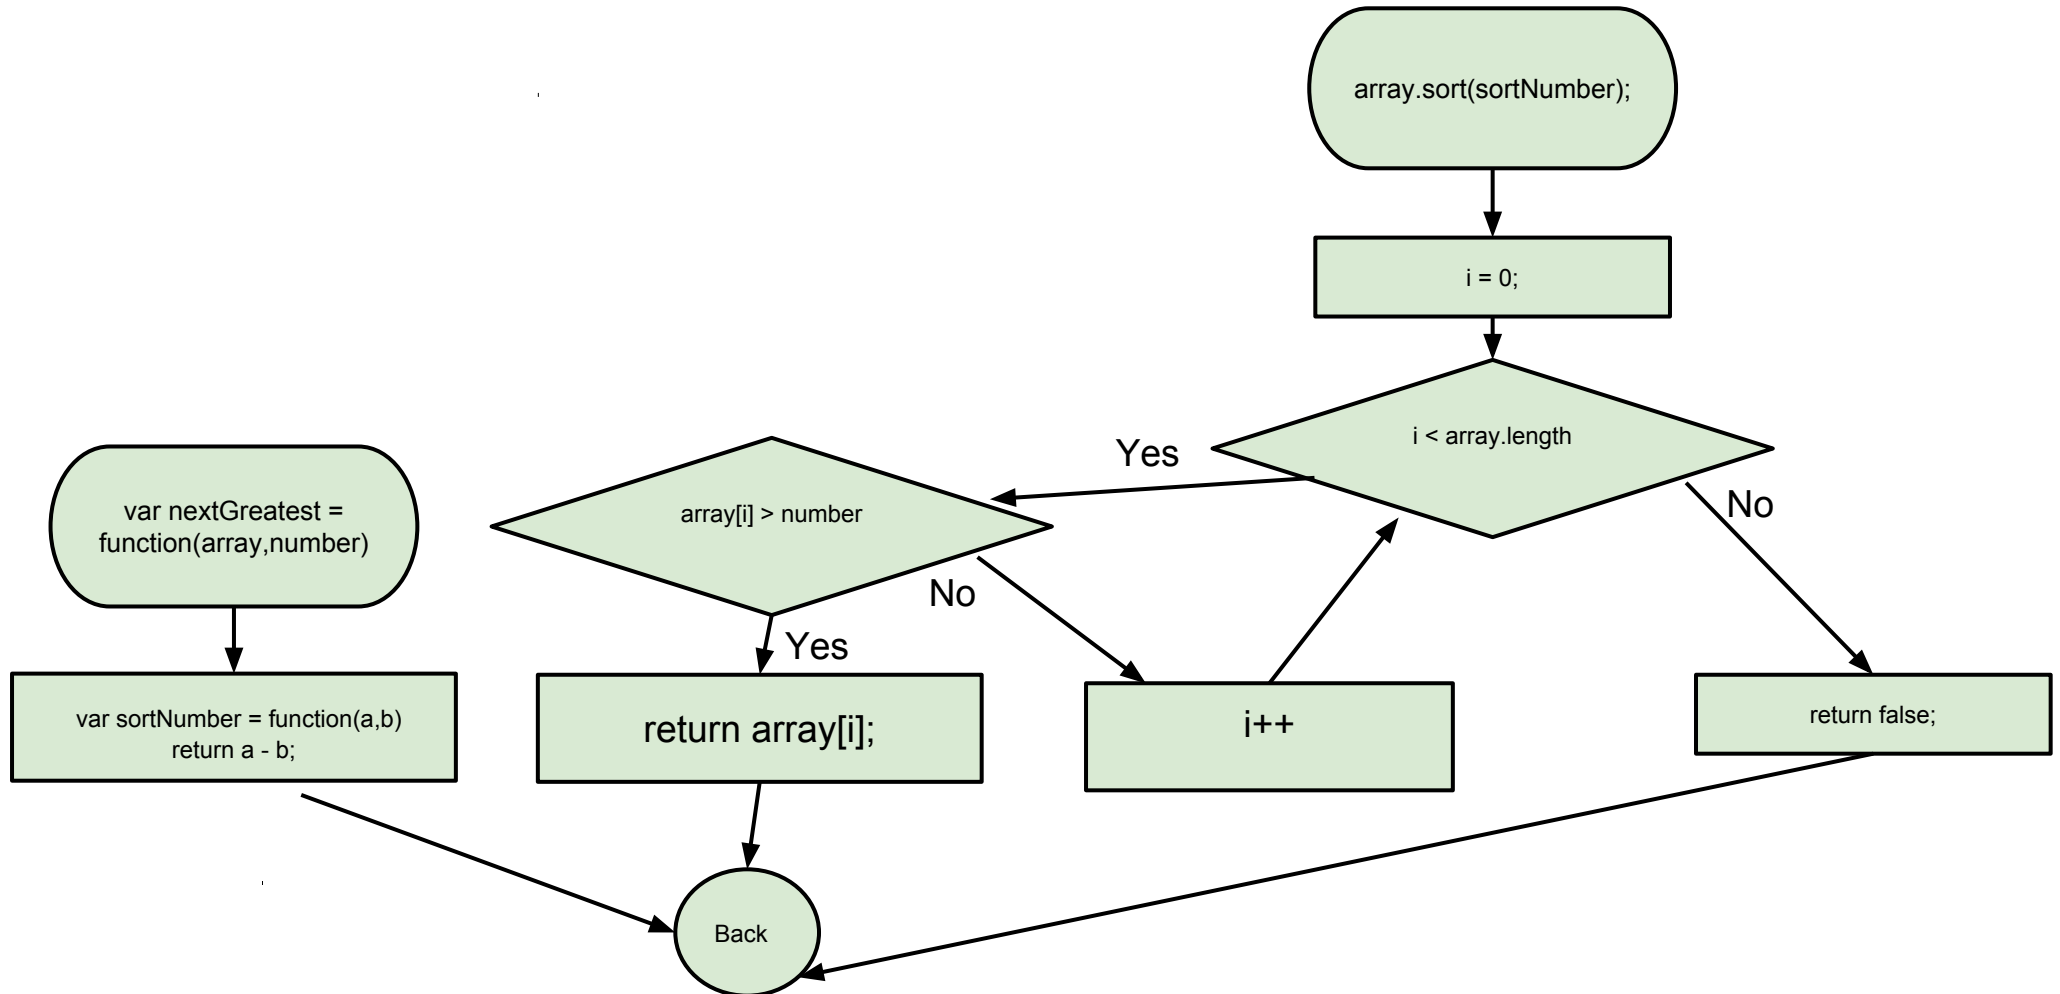 array.sort(sortNumber);
i = 0;
i < array.length
Yes
No
array[i] > number
No
Yes
var nextGreatest =
function(array,number)
var sortNumber = function(a,b)
return a - b;
return array[i];
i++
return false;
Back